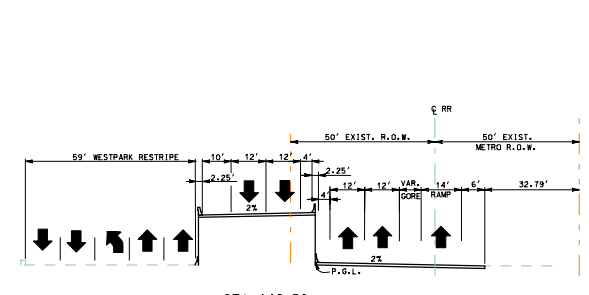 ℄ RR
50' EXIST. R.O.W.
50' EXIST.
METRO R.O.W.
59' WESTPARK RESTRIPE
10'
12'
12'
4'
2.25'
2.25'
12'
12'
VAR.
GORE
14'
RAMP
6'
32.79'
4'
2%
2%
P.G.L.